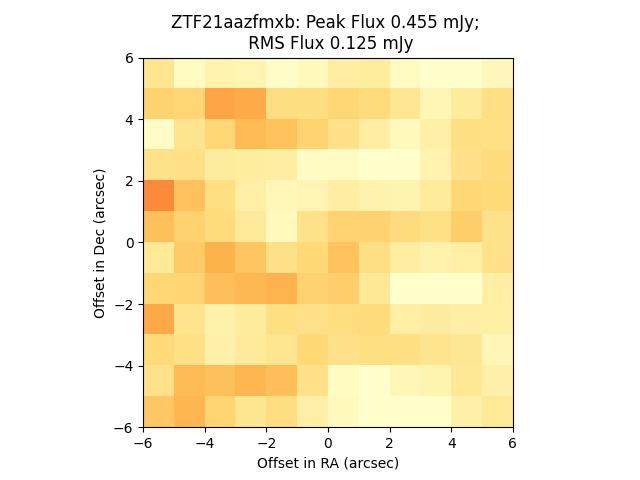 ZTF21aazfmxb: Peak Flux 0.455 mJy;
RMS Flux 0.125 mJy
6
4
2
0
−2
−4
−6
Offset in Dec (arcsec)
−6 −4 −2 0 2 4 6
Offset in RA (arcsec)